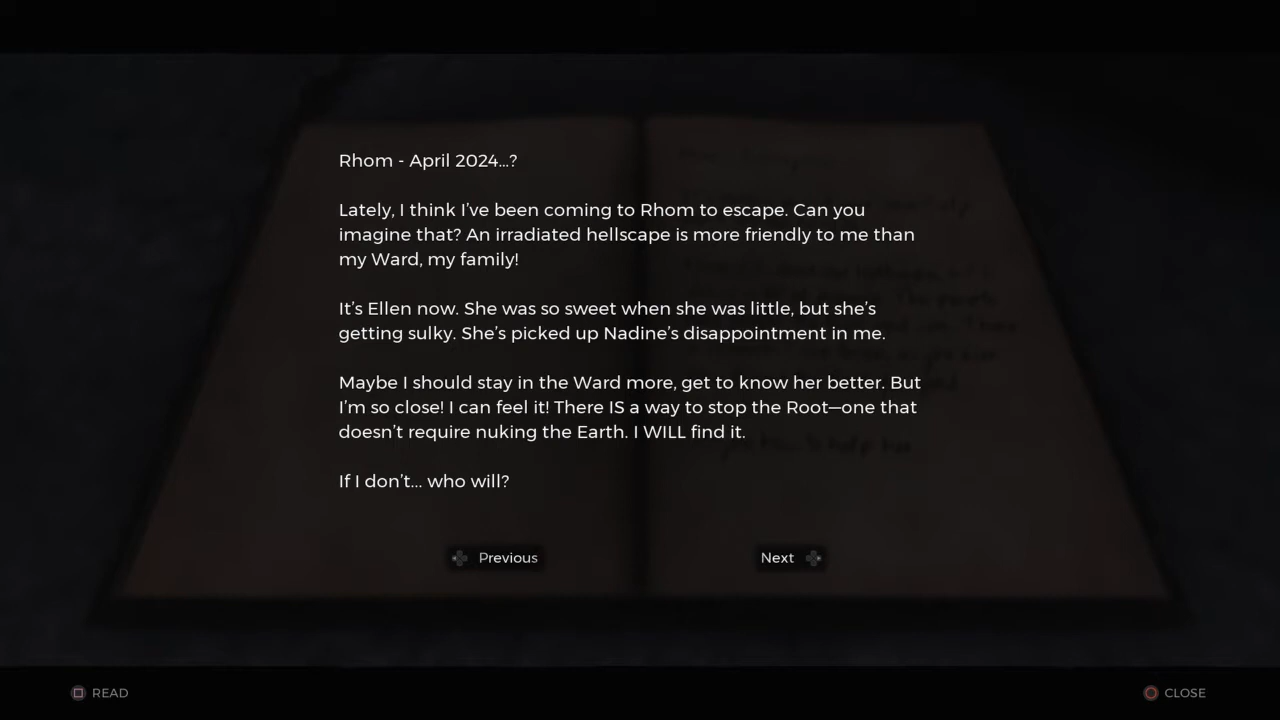 Rhom - April 2024...?
Lately, I think I've been coming to Rhom to escape. Can you
imagine that? An irradiated hellscape is more friendly to me than
my Ward, my family!
It's Ellen now. She was so sweet when she was little, but she's
getting sulky. She's picked up Nadine's disappointment in me.
Maybe I should stay in the Ward more, get to know her better. But
I'm so close! I can feel it! There IS a way to stop the Root—one that
doesn't require nuking the Earth. I WILL find it.
If I don't... who will?
Previous
Next
READ
CLOSE